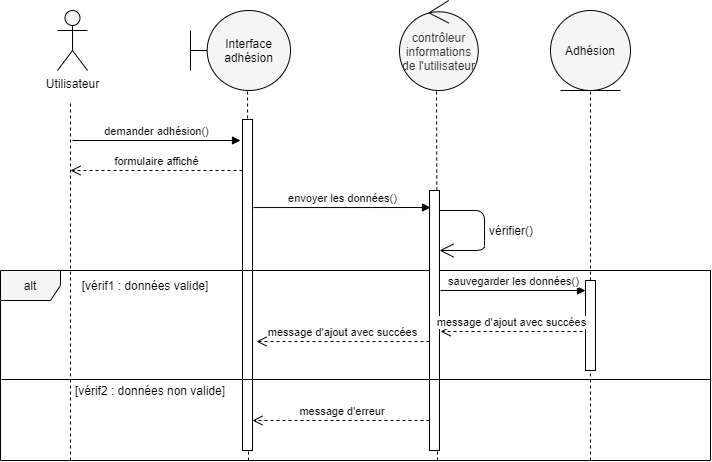 Utilisateur
Interface
adhésion
contrôleur
informations
de l'utilisateur
Adhésion
demander adhésion()
formulaire affiché
envoyer les données()
vérifier()
alt
[vérif1 : données valide]
sauvegarder les données()
message d'ajout avec succées
message d'ajout avec succées
[vérif2 : données non valide]
message d'erreur